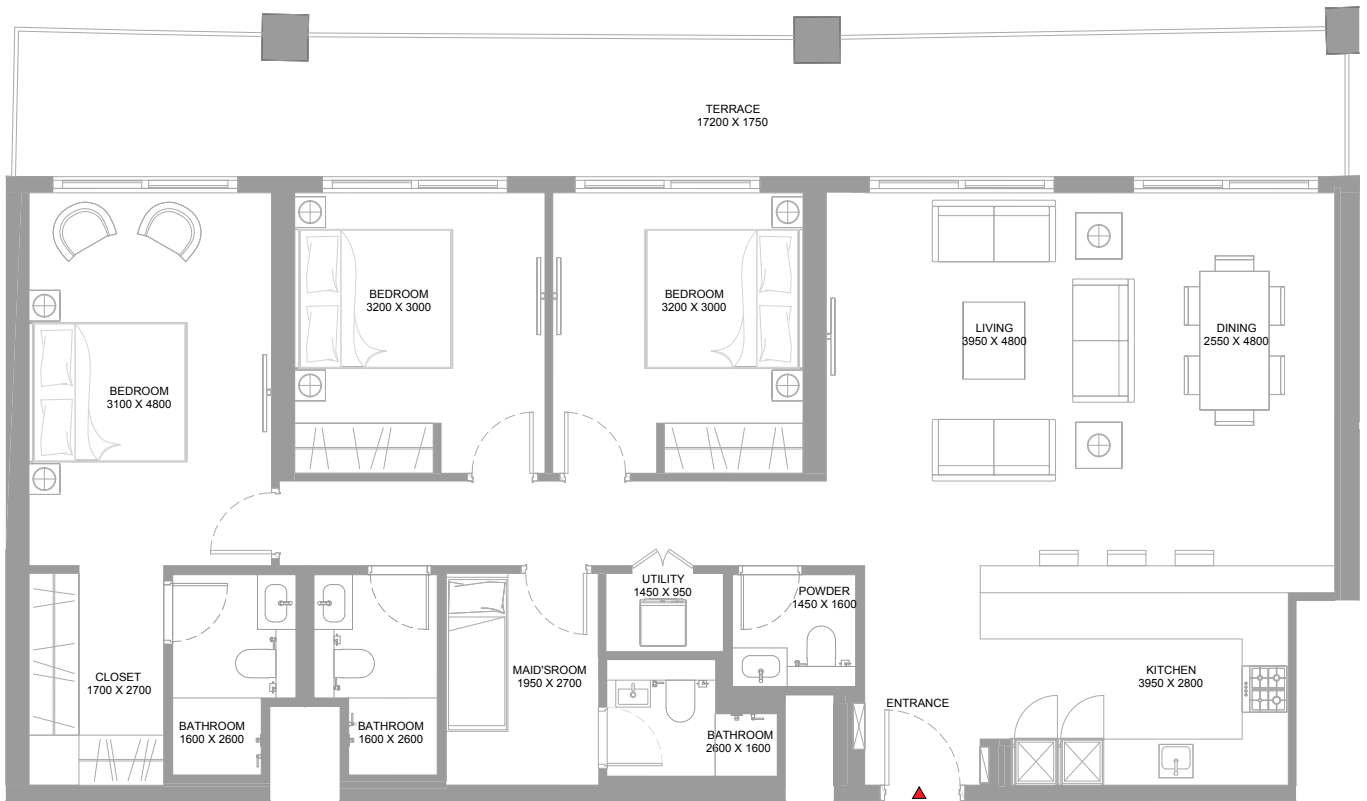 TERRACE
17200 X 1750
BEDROOM
3200 X 3000
BEDROOM
3200 X 3000
LIVING
3950 X 4800
DINING
2550 X 4800
BEDROOM
3100 X 4800
UTILITY
1450 X 950
POWDER
1450 X 1600
CLOSET
1700 X 2700
MAID'SROOM
1950 X 2700
KITCHEN
3950 X 2800
ENTRANCE
BATHROOM
1600 X 2600
BATHROOM
1600 X 2600
BATHROOM
2600 X 1600